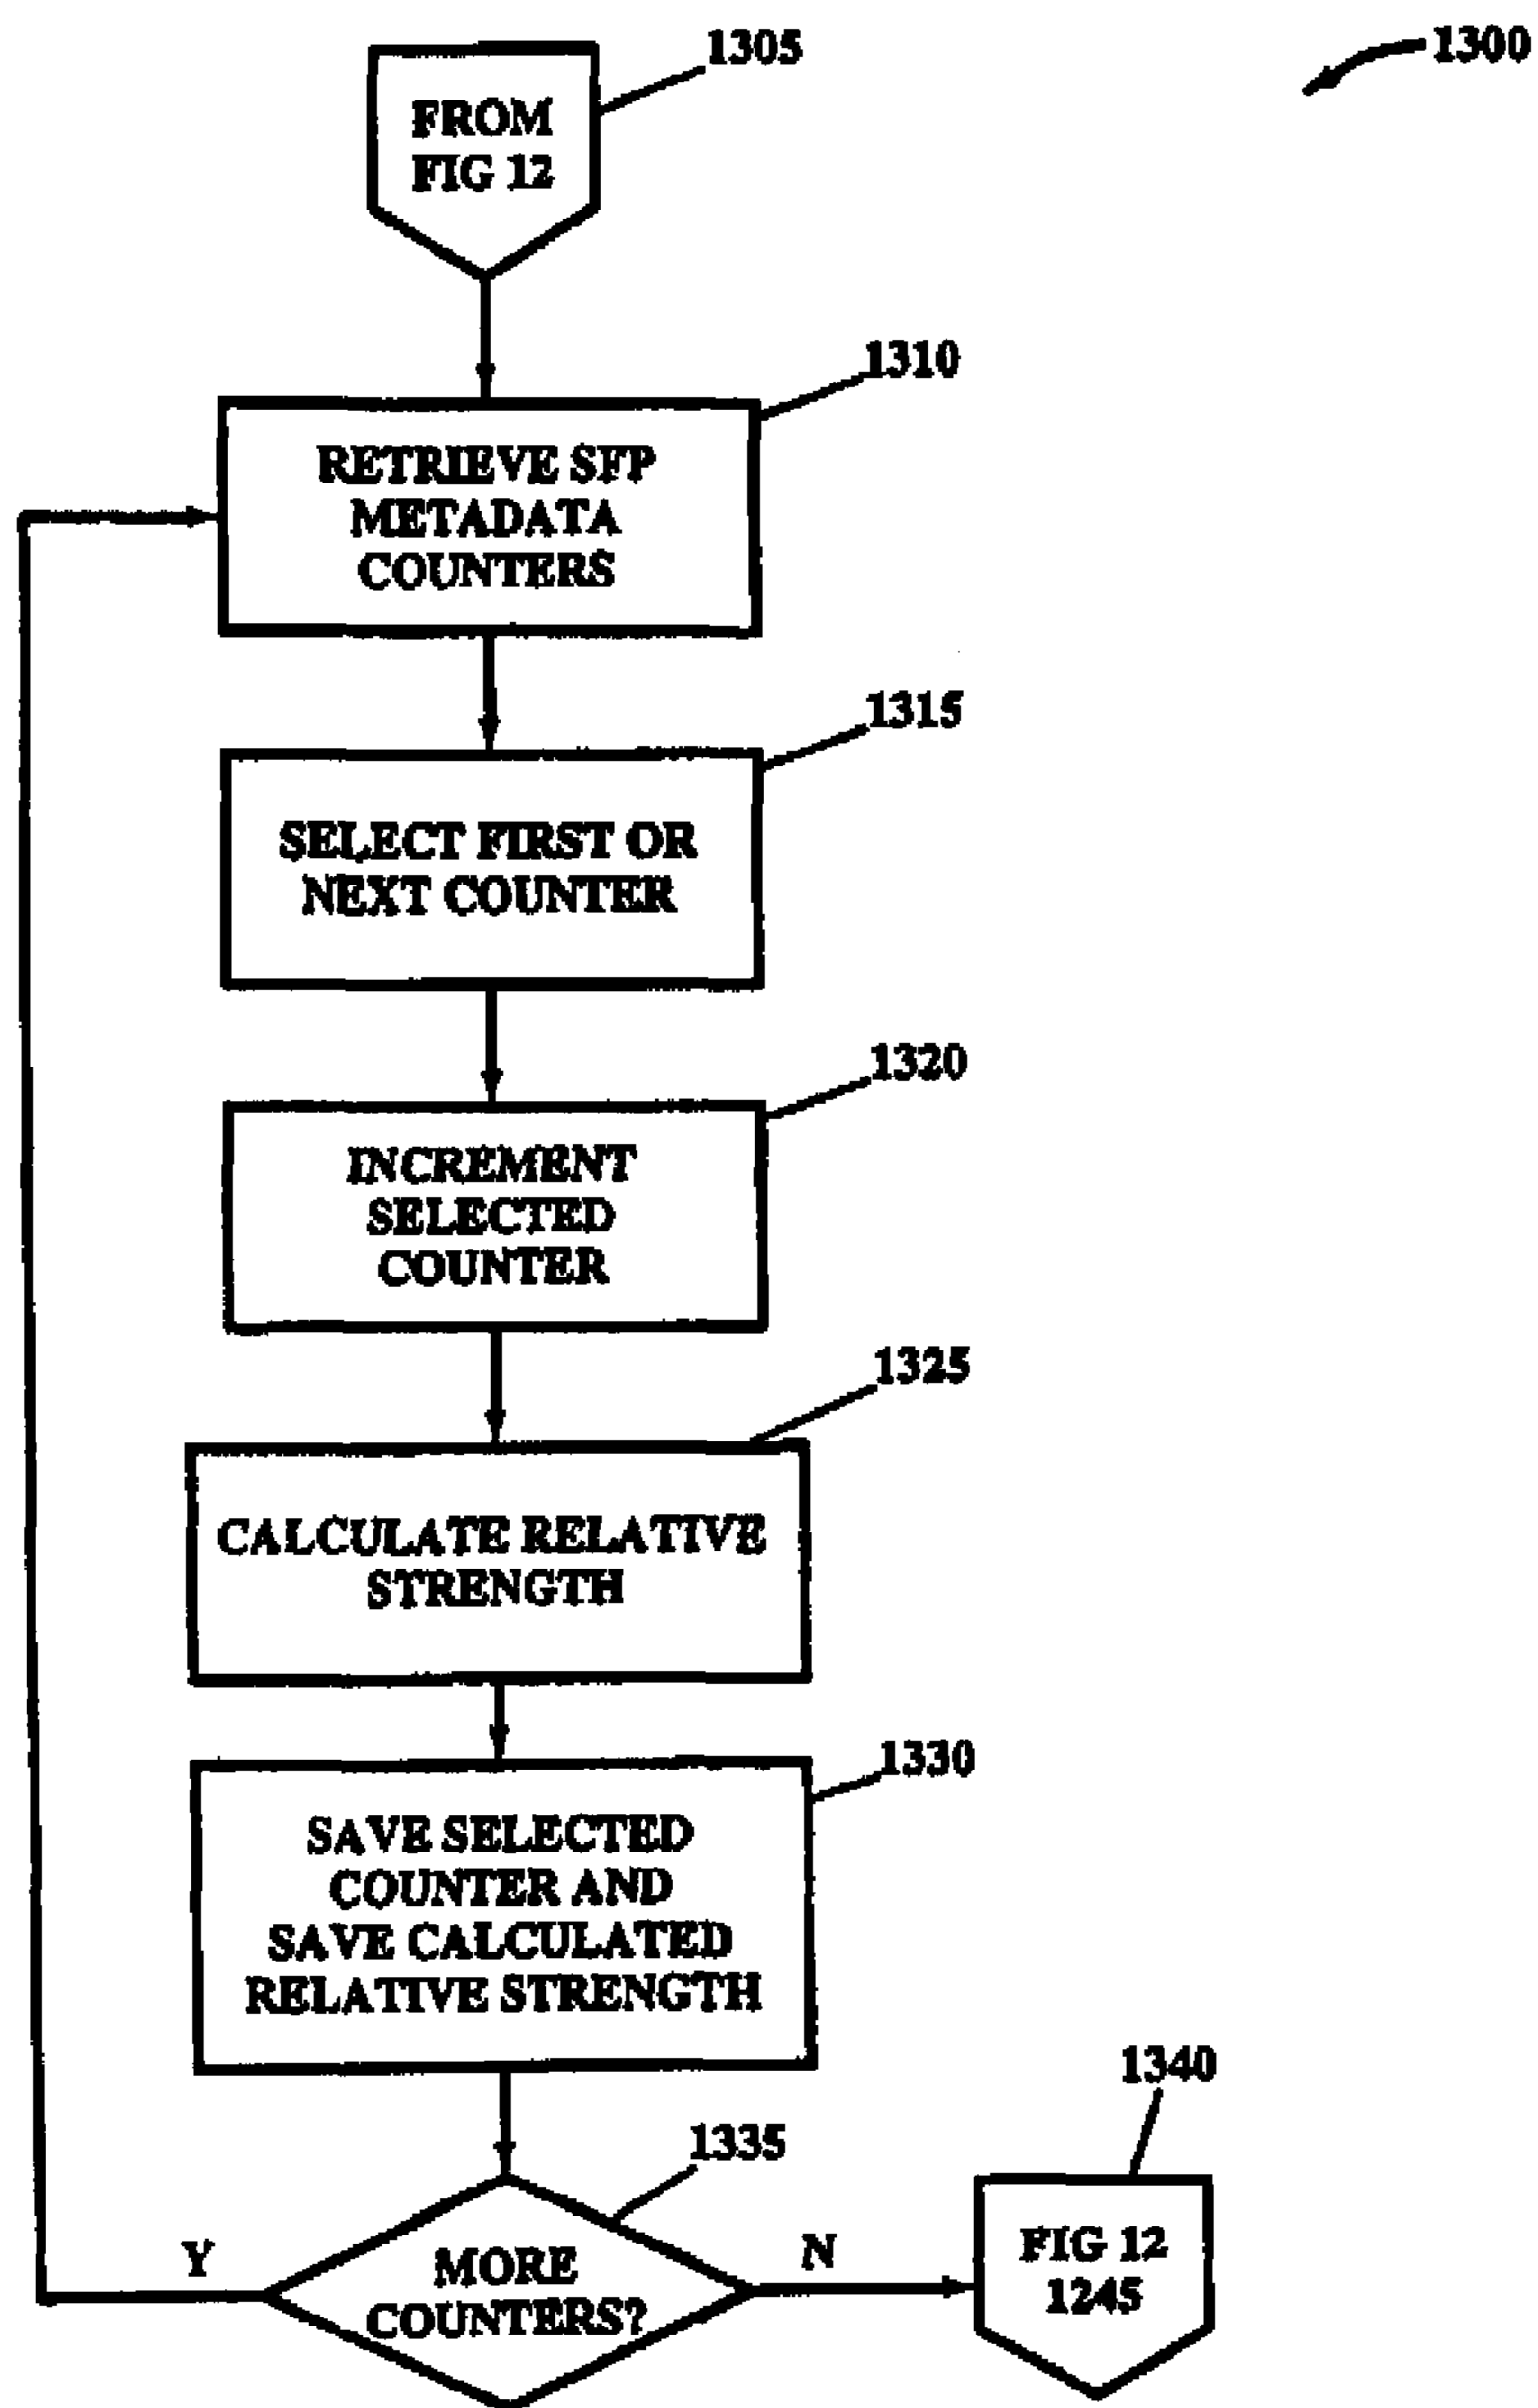 1300
1305
FROM
FIG 12
1310
RETRIEVE SFP
METADATA
COUNTERS
1315
SELECT FIRST OR
NEXT COUNTER
1320
INCREMENT
SELECTED
COUNTER
1325
CALCULATE RELATIVE
STRENGTH
1330
SAVE SELECTED
COUNTER AND
SAVE CALCULATED
RELATIVE STRENGTH
1335
MORE
COUNTERS?
Y
N
1340
FIG 12
1245